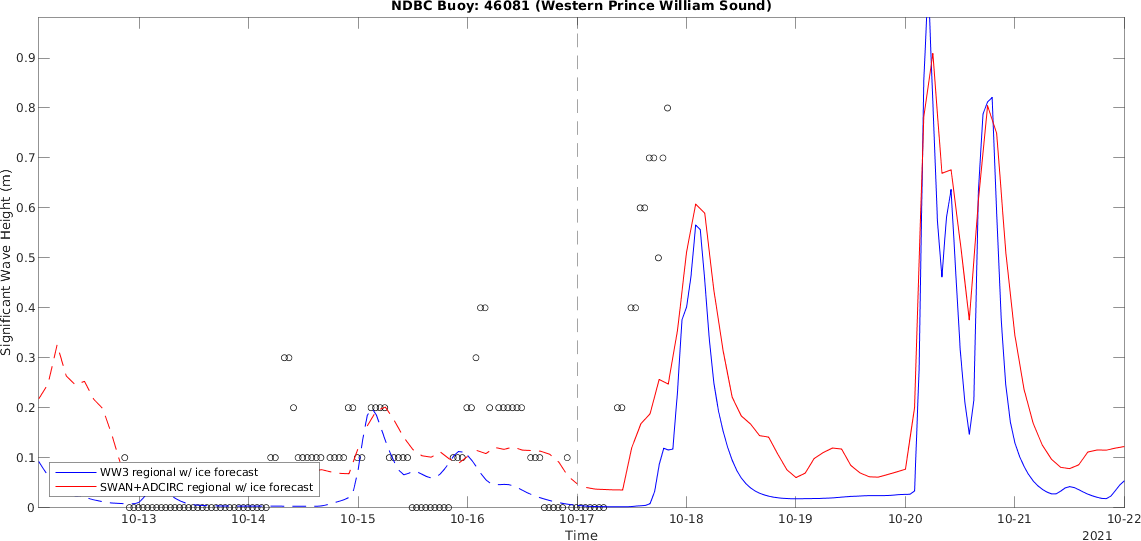 NDBC Buoy: 46081 (Western Prince William Sound)
Significant Wave Height (m)
0.9
0.8
0.7
0.6
0.5
0.4
0.3
0.2
0.1
0
WW3 regional w/ ice forecast
SWAN+ADCIRC regional w/ ice forecast
10-13 10-14 10-15 10-16 10-17 10-18 10-19 10-20 10-21 10-22
Time
2021